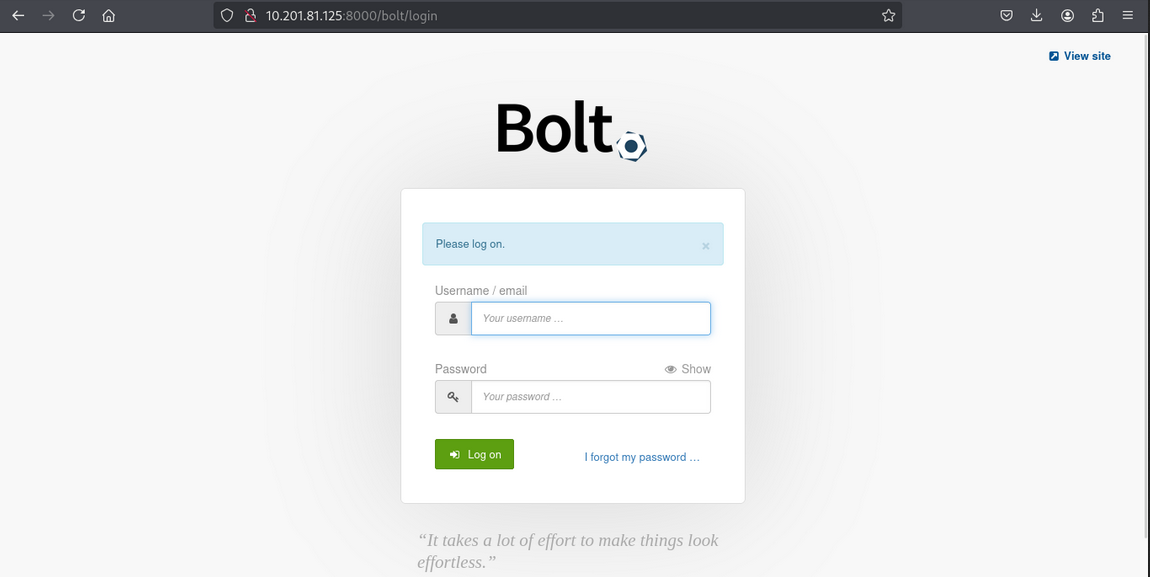 10.201.81.125:8000/bolt/login
View site
Bolt
Please log on.
×
Username / email
Your username ...
Password
Show
Your password ...
Log on
I forgot my password ...
“It takes a lot of effort to make things look
effortless.”